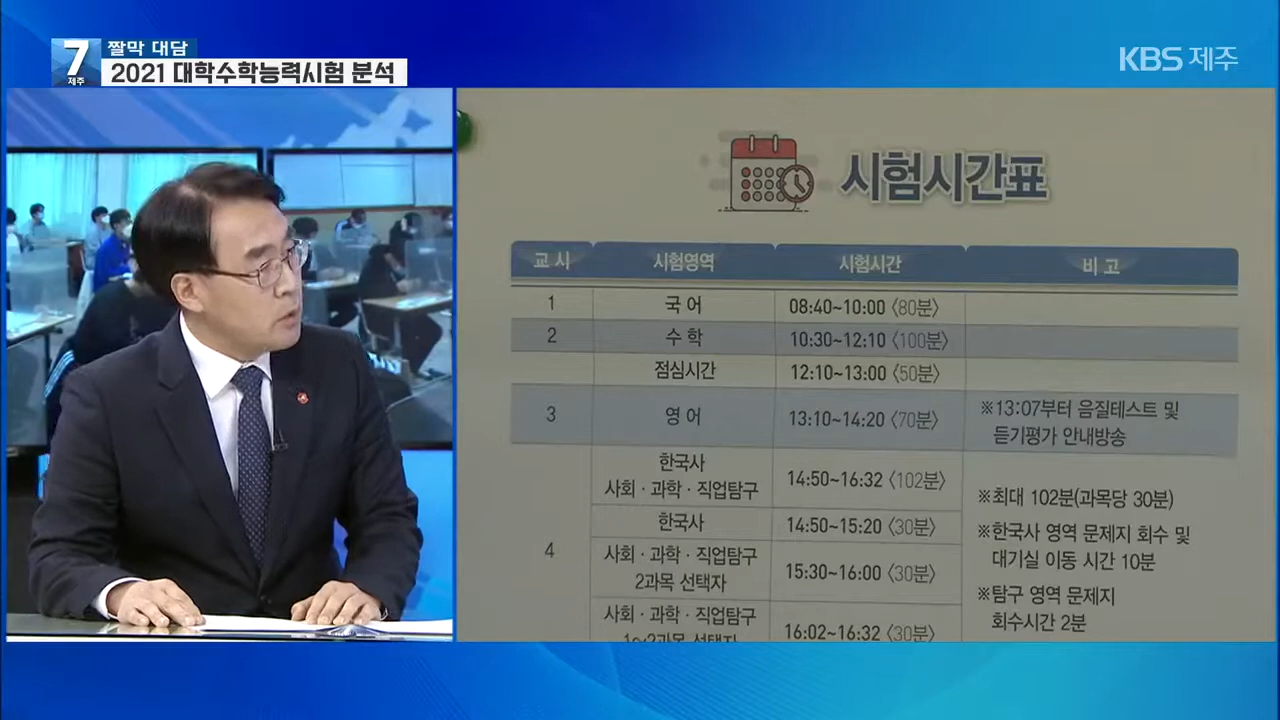 7
제주
짤막 대담
2021 대학수학능력시험 분석
KBS 제주
시험시간표
교 시 시험영역 시험시간 비 고
1 국 어 08:40~10:00 〈80분〉
2 수 학 10:30~12:10 〈100분〉
점심시간 12:10~13:00 〈50분〉
3 영 어 13:10~14:20 〈70분〉 ※13:07부터 음질테스트 및
듣기평가 안내방송
4
한국사
사회 · 과학 · 직업탐구 14:50~16:32 〈102분〉
한국사 14:50~15:20 〈30분〉
사회 · 과학 · 직업탐구
2과목 선택자 15:30~16:00 〈30분〉
사회 · 과학 · 직업탐구
1~2과목 선택자 16:02~16:32 〈30분〉
※최대 102분(과목당 30분)
※한국사 영역 문제지 회수 및
대기실 이동 시간 10분
※탐구 영역 문제지
회수시간 2분